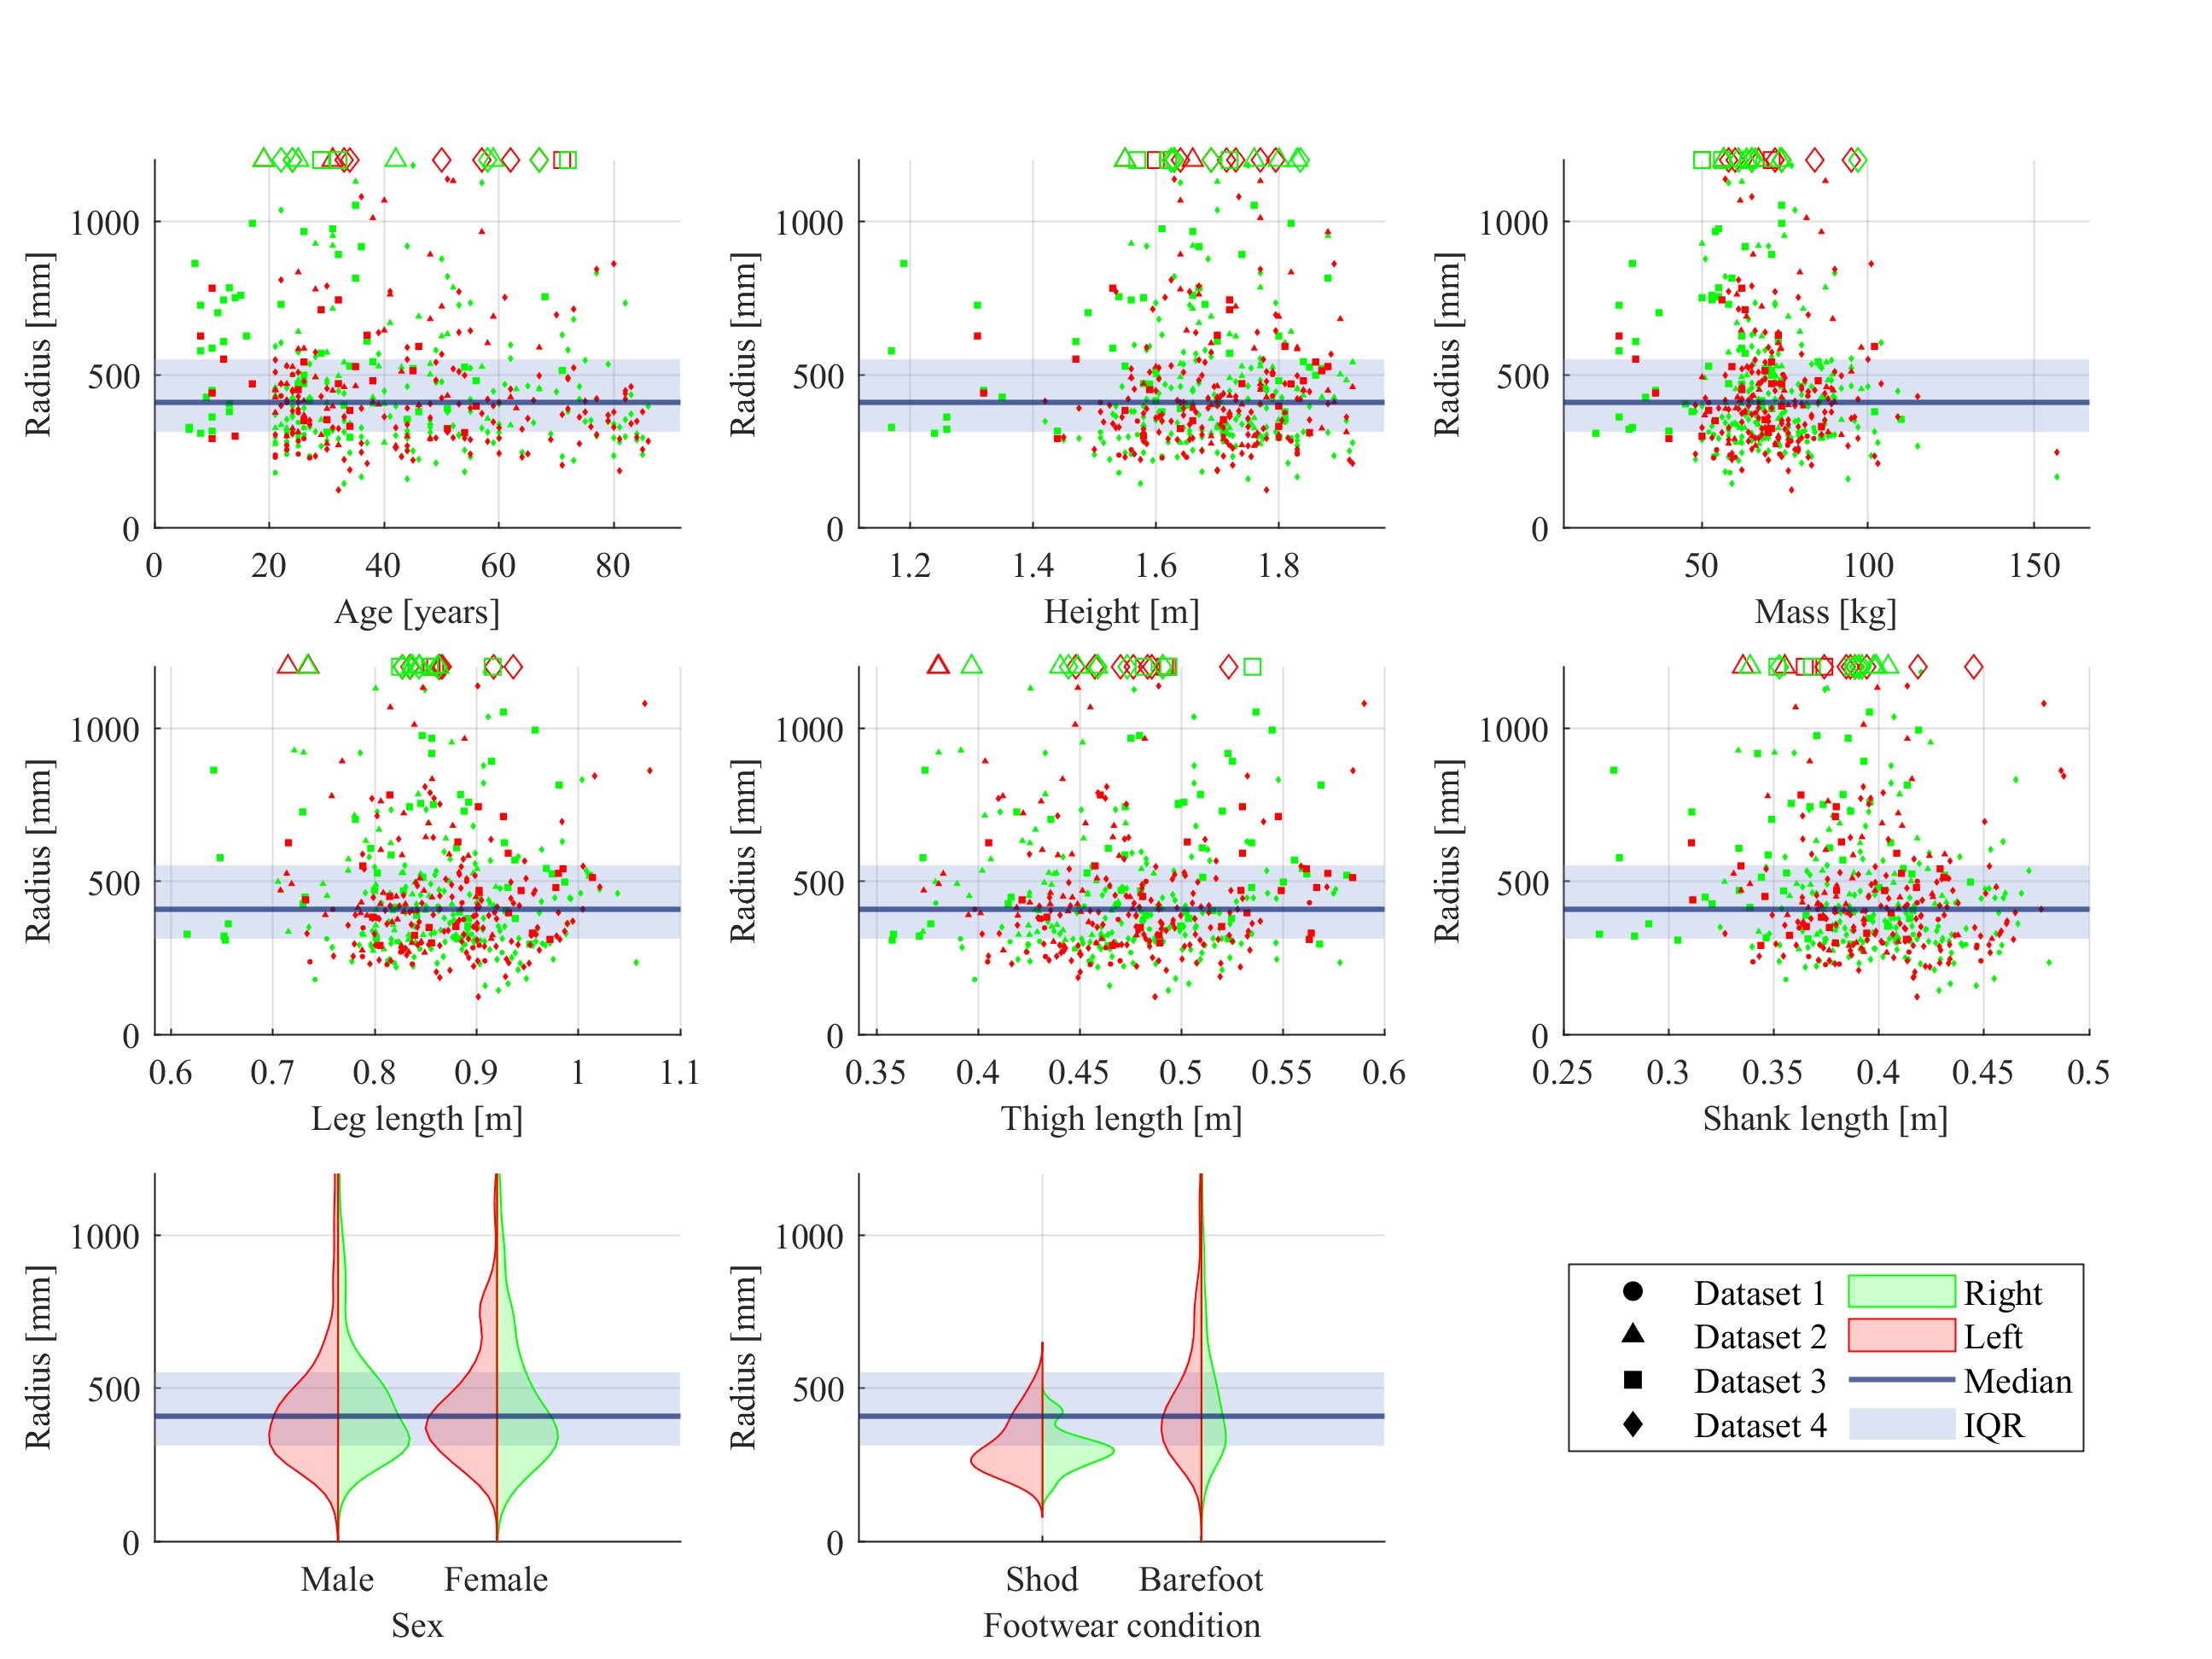 1000
500
0
Radius [mm]
0 20 40 60 80
Age [years]
1000
500
0
Radius [mm]
1.2 1.4 1.6 1.8
Height [m]
1000
500
0
Radius [mm]
50 100 150
Mass [kg]
1000
500
0
Radius [mm]
0.6 0.7 0.8 0.9 1 1.1
Leg length [m]
1000
500
0
Radius [mm]
0.35 0.4 0.45 0.5 0.55 0.6
Thigh length [m]
1000
500
0
Radius [mm]
0.25 0.3 0.35 0.4 0.45 0.5
Shank length [m]
1000
500
0
Radius [mm]
Male Female
Sex
1000
500
0
Radius [mm]
Shod Barefoot
Footwear condition
Dataset 1 Right
Dataset 2 Left
Dataset 3 Median
Dataset 4 IQR